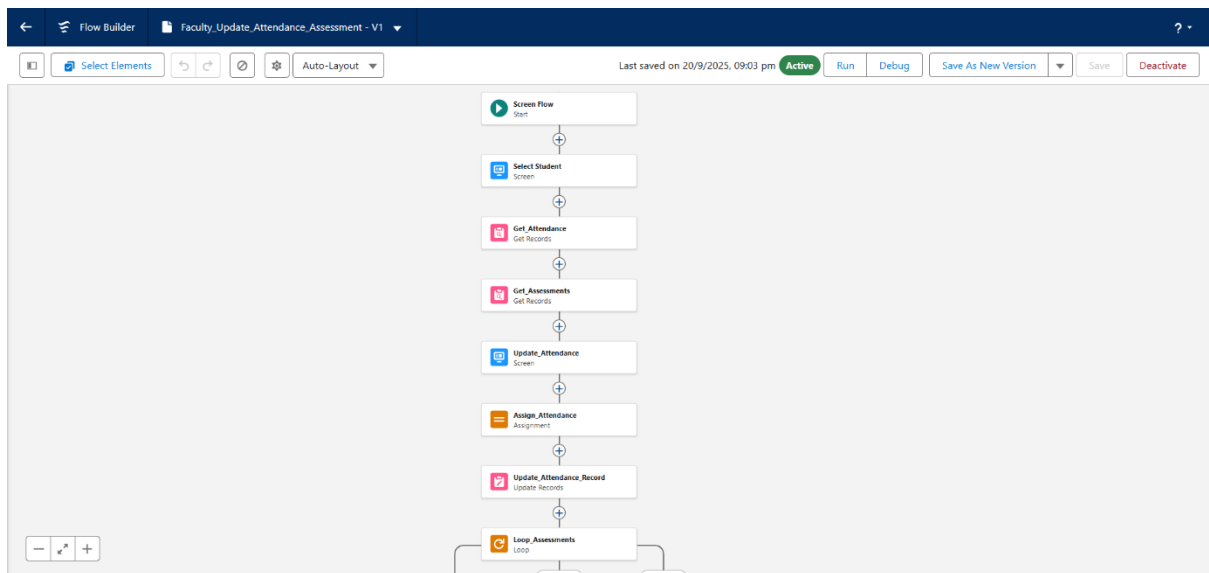 Flow Builder Faculty_Update_Attendance_Assessment - V1 ?
Select Elements Auto-Layout Last saved on 20/9/2025, 09:03 pm Active Run Debug Save As New Version Save Deactivate
Screen Flow
Start
Select Student
Screen
Get_Attendance
Get Records
Get_Assessments
Get Records
Update_Attendance
Screen
Assign_Attendance
Assignment
Update_Attendance_Record
Update Records
Loop_Assessments
Loop